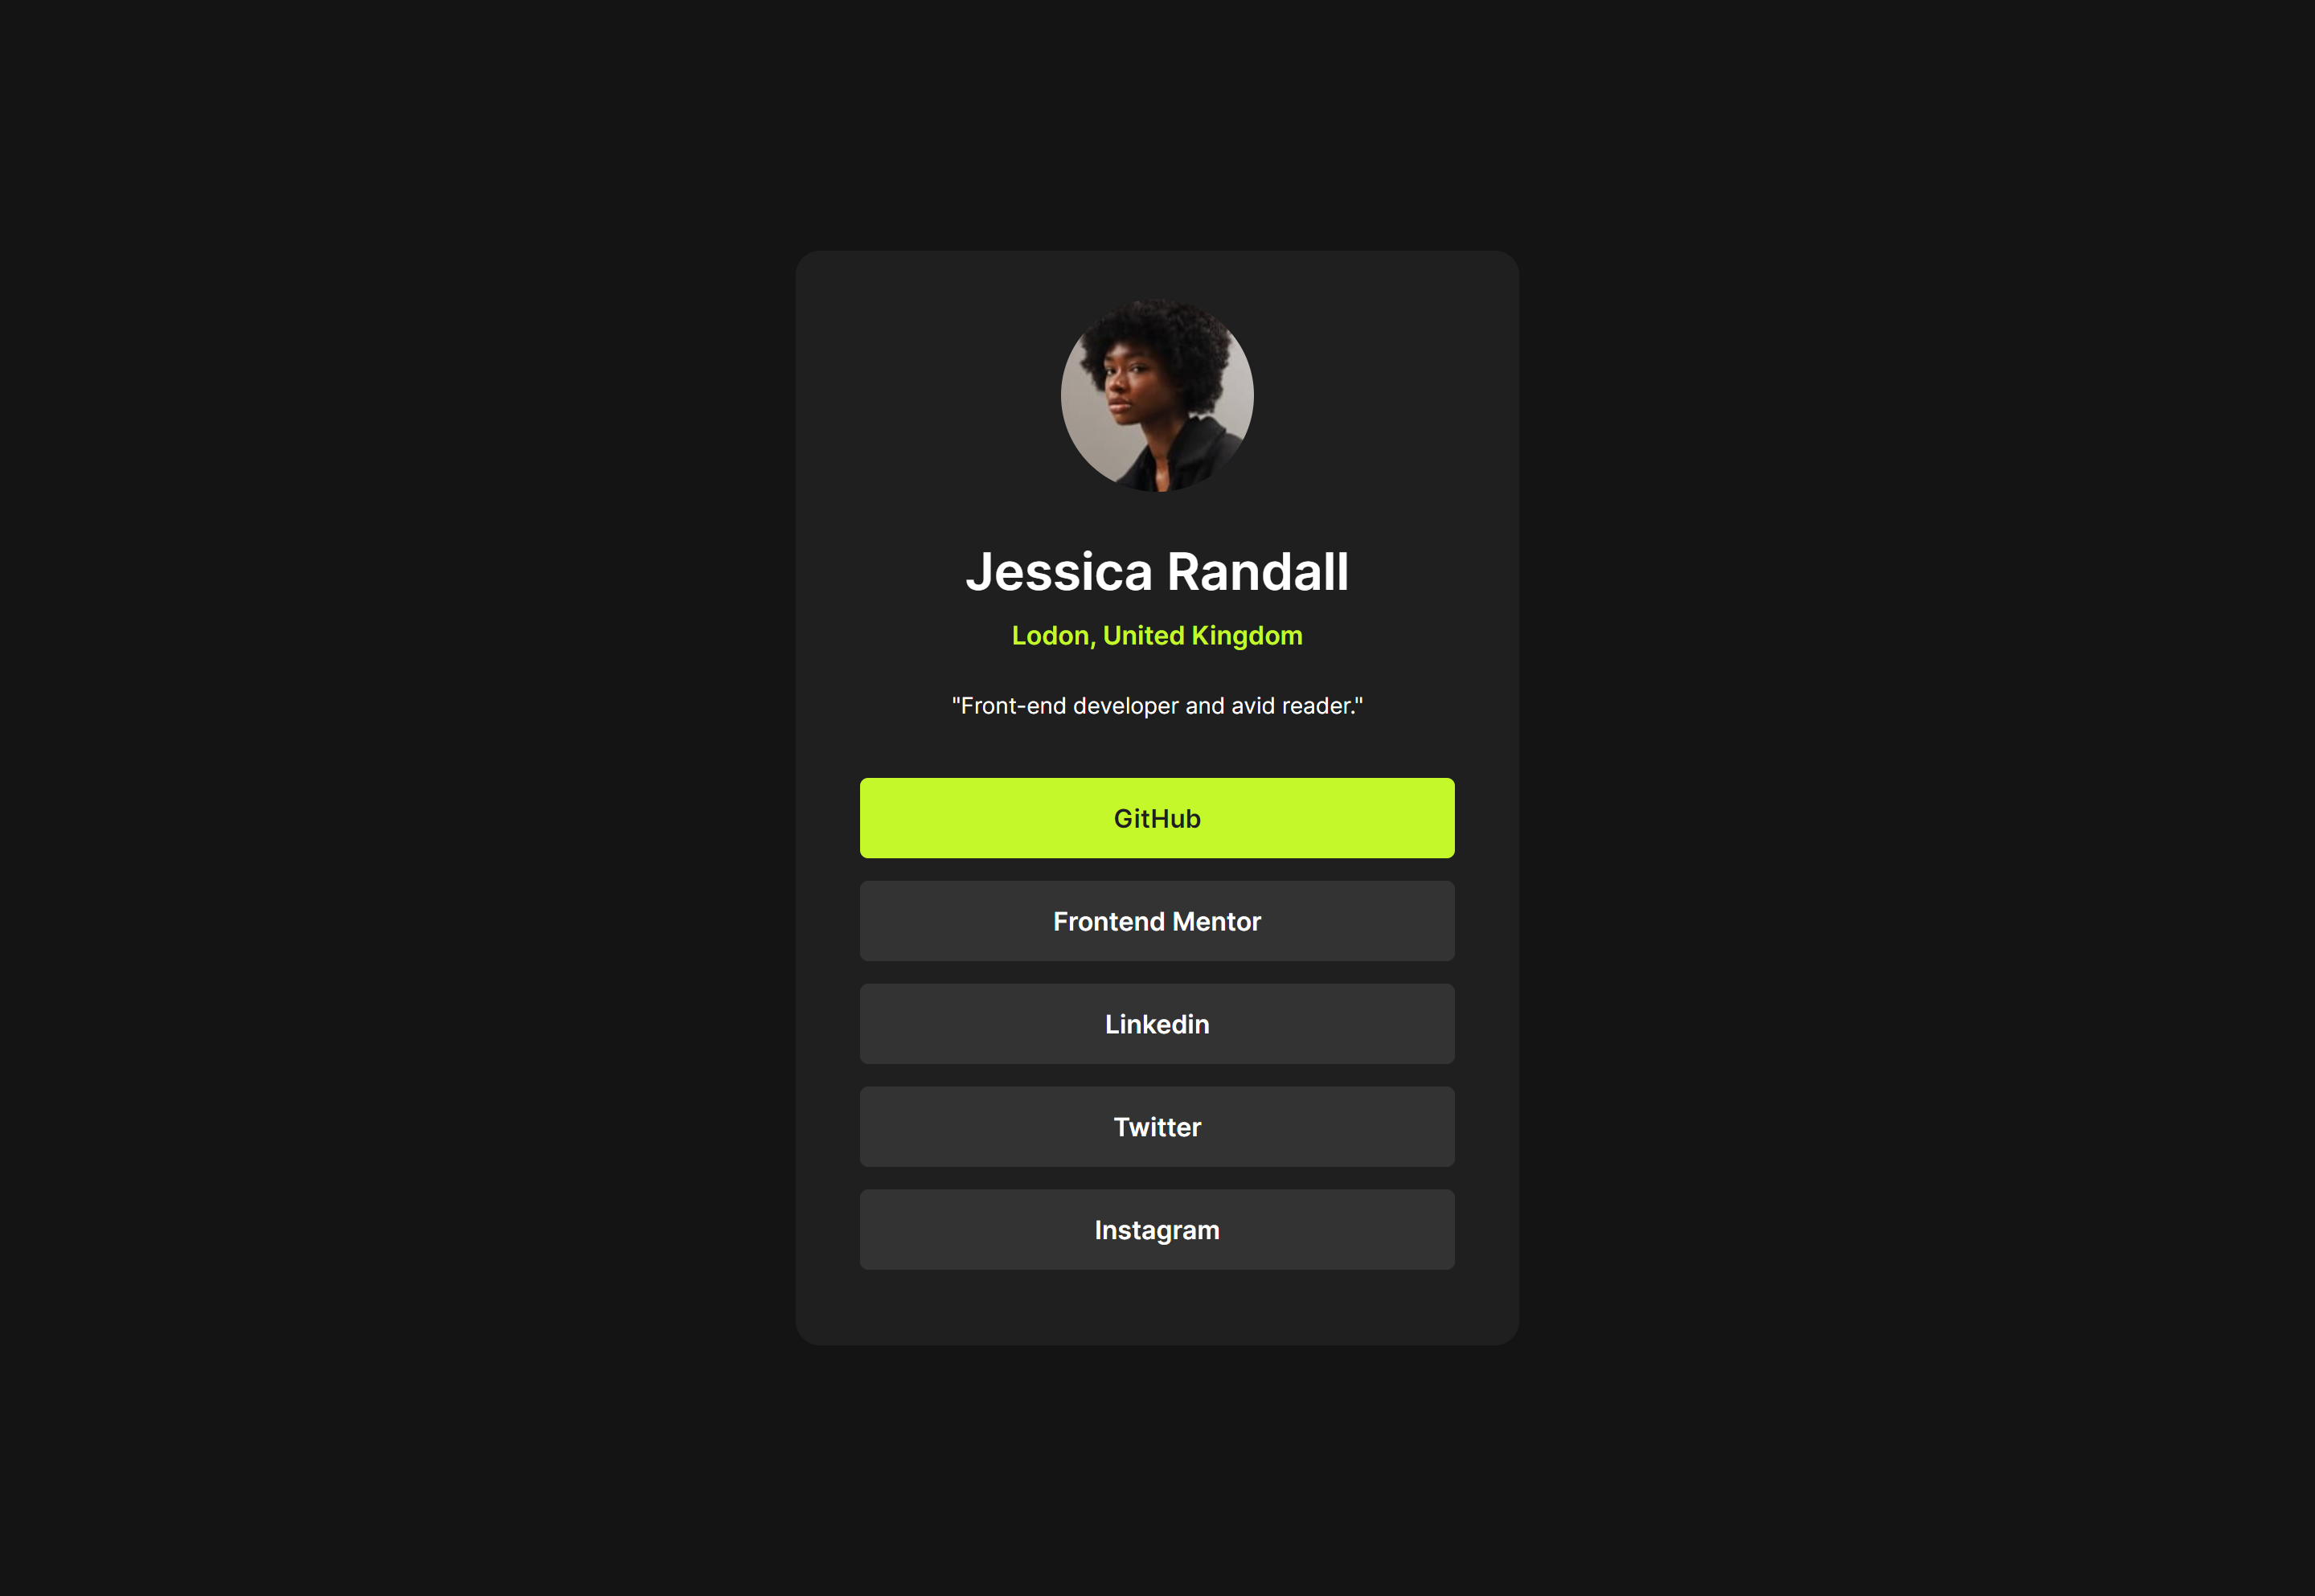 Jessica Randall
Lodon, United Kingdom
"Front-end developer and avid reader."
GitHub
Frontend Mentor
Linkedin
Twitter
Instagram